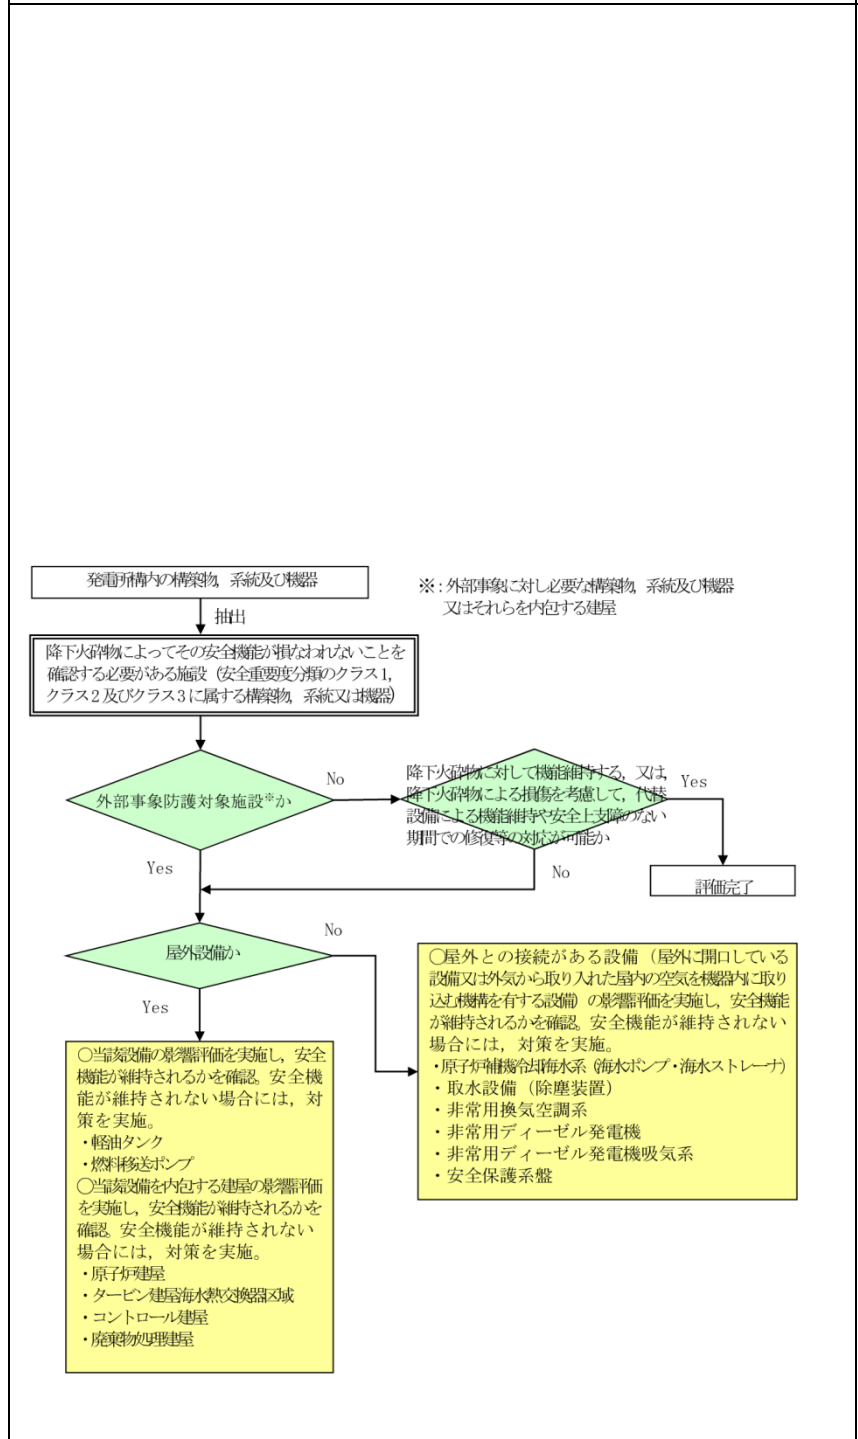 発電所構内の構築物，系統及び機器
※：外部事象に対し必要な構築物，系統及び機器
又はそれらを内包する建屋
抽出
降下火砕物によってその安全機能が損なわれないことを
確認する必要がある施設（安全重要度分類のクラス1，
クラス2及びクラス3に属する構築物，系統又は機器）
外部事象防護対象施設※か
No
降下火砕物に対して機能維持する，又は，
降下火砕物による損傷を考慮して，代替
設備による機能維持や安全上支障のない
期間での修復等の対応が可能か
Yes
Yes
No
評価完了
屋外設備か
No
Yes
〇屋外との接続がある設備（屋外に開口している
設備又は外気から取り入れた屋内の空気を機器内に取り
込む機構を有する設備）の影響評価を実施し，安全機能
が維持されるかを確認。安全機能が維持されない
場合には，対策を実施。
・原子炉補機冷却海水系（海水ポンプ・海水ストレーナ）
・取水設備（除塵装置）
・非常用換気空調系
・非常用ディーゼル発電機
・非常用ディーゼル発電機吸気系
・安全保護系盤
〇当該設備の影響評価を実施し，安全
機能が維持されるかを確認。安全機
能が維持されない場合には，対
策を実施。
・軽油タンク
・燃料移送ポンプ
〇当該設備を内包する建屋の影響評価
を実施し，安全機能が維持されるかを
確認。安全機能が維持されない
場合には，対策を実施。
・原子炉建屋
・タービン建屋海水熱交換器区域
・コントロール建屋
・廃棄物処理建屋